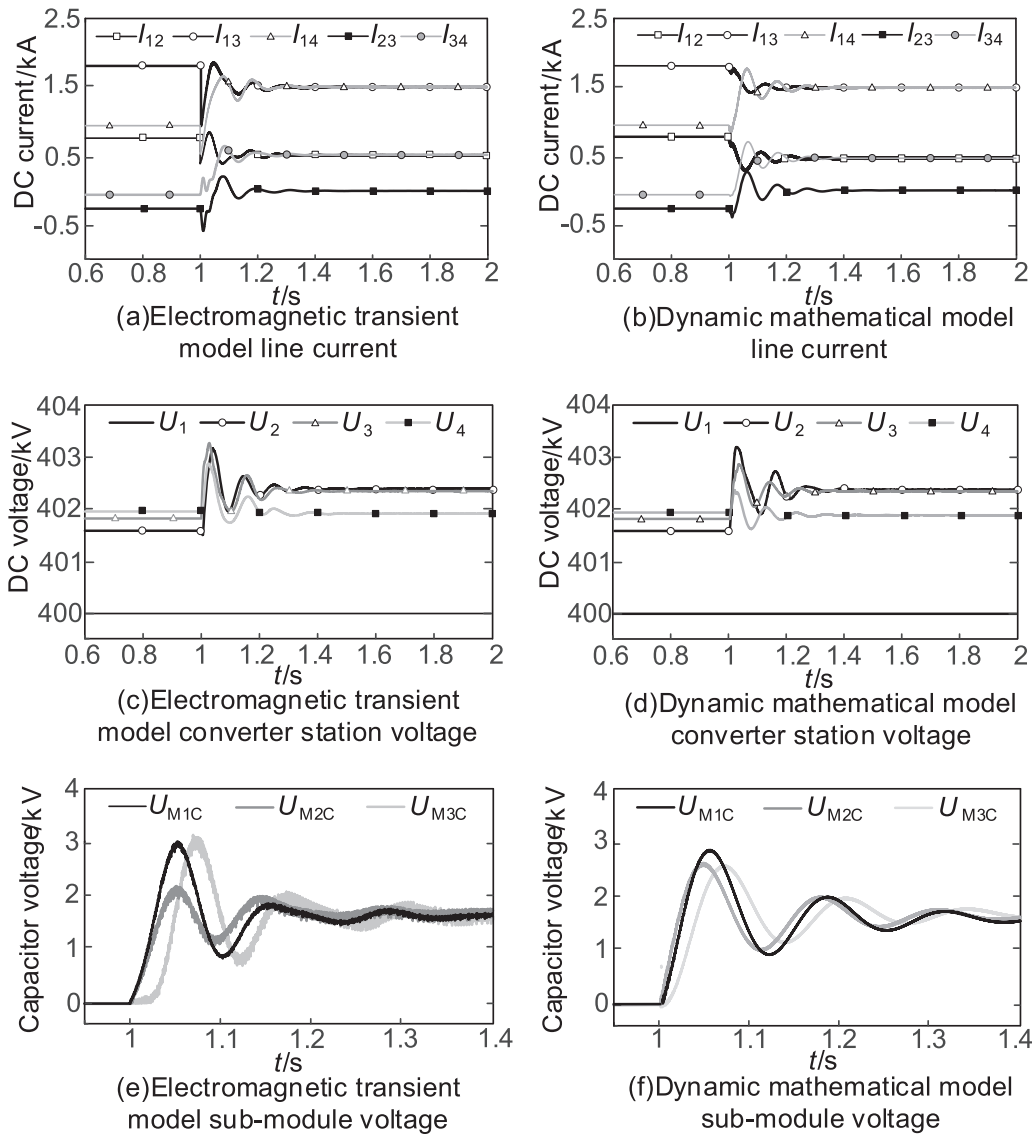 2.5
I12 I13 I14 I23 I34
1.5
0.5
-0.5
DC current/kA
0.6 0.8 1 1.2 1.4 1.6 1.8 2
t/s
(a)Electromagnetic transient
model line current
2.5
I12 I13 I14 I23 I34
1.5
0.5
-0.5
DC current/kA
0.6 0.8 1 1.2 1.4 1.6 1.8 2
t/s
(b)Dynamic mathematical model
line current
404
U1 U2 U3 U4
403
402
401
400
DC voltage/kV
0.6 0.8 1 1.2 1.4 1.6 1.8 2
t/s
(c)Electromagnetic transient
model converter station voltage
404
U1 U2 U3 U4
403
402
401
400
DC voltage/kV
0.6 0.8 1 1.2 1.4 1.6 1.8 2
t/s
(d)Dynamic mathematical model
converter station voltage
4
UM1C UM2C UM3C
3
2
1
0
Capacitor voltage/kV
1 1.1 1.2 1.3 1.4
t/s
(e)Electromagnetic transient
model sub-module voltage
4
UM1C UM2C UM3C
3
2
1
0
Capacitor voltage/kV
1 1.1 1.2 1.3 1.4
t/s
(f)Dynamic mathematical model
sub-module voltage